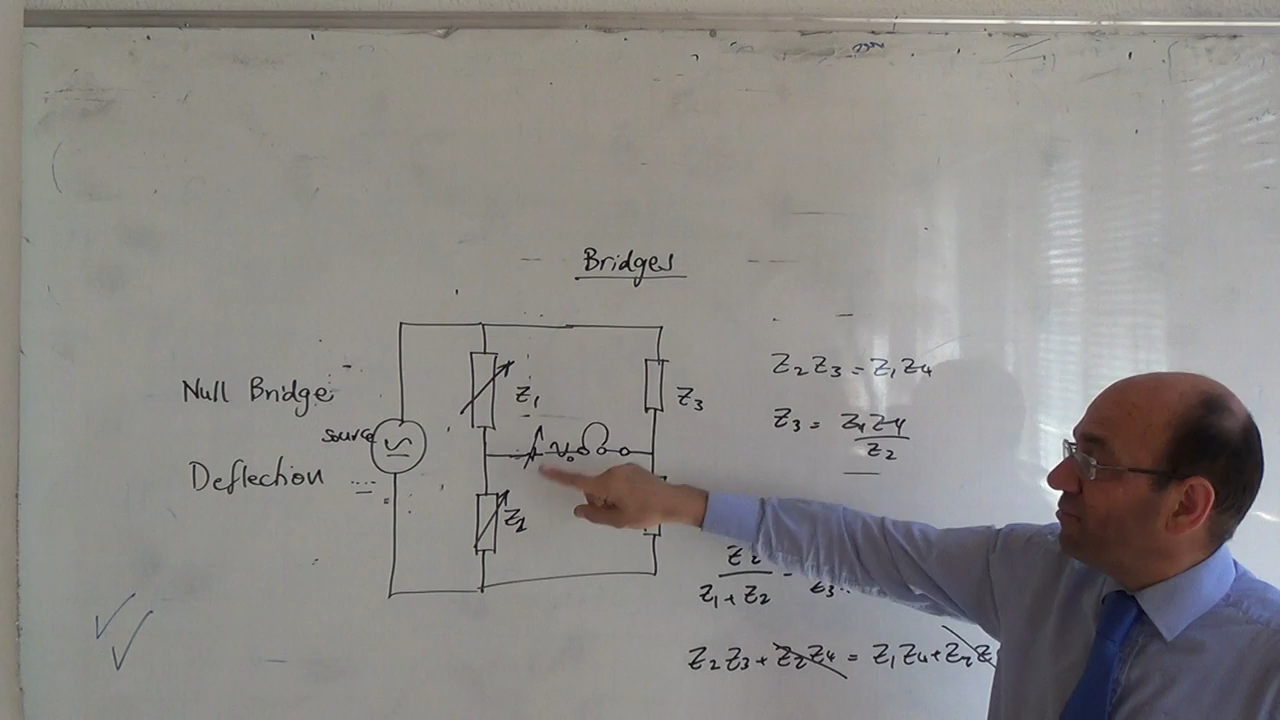 Bridges
Null Bridge
Deflection
source
Z1
Z3
V0
Z2
Z2Z3 = Z1Z4
Z3 = Z1Z4
Z2
Z2
Z1 + Z2
Z2Z3 + Z2Z4 = Z1Z4 + Z2